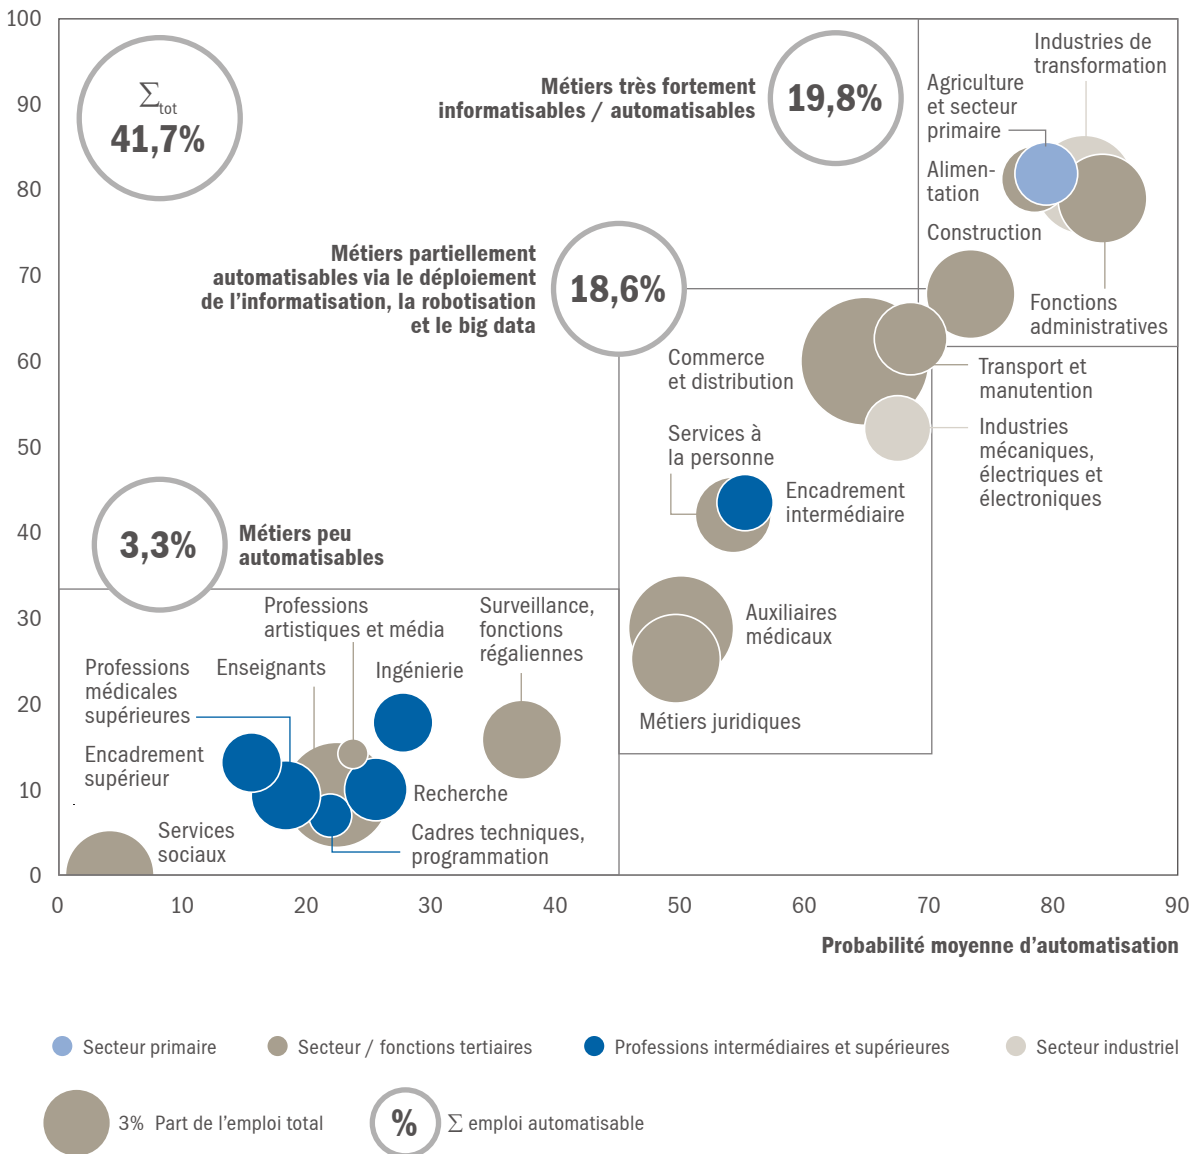 100
90
80
70
60
50
40
30
20
10
0
Σtot
41,7%
Métiers très fortement
informatisables / automatisables
19,8%
Industries de
transformation
Agriculture
et secteur
primaire
Alimen-
tation
Construction
Fonctions
administratives
Métiers partiellement
automatisables via le déploiement
de l'informatisation, la robotisation
et le big data
18,6%
Commerce
et distribution
Transport et
manutention
Services à
la personne
Industries
mécaniques,
électriques et
électroniques
Encadrement
intermédiaire
3,3%
Métiers peu
automatisables
Auxiliaires
médicaux
Métiers juridiques
Professions
artistiques et média
Surveillance,
fonctions
régaliennes
Professions
médicales
supérieures
Enseignants
Ingénierie
Encadrement
supérieur
Recherche
Services
sociaux
Cadres techniques,
programmation
0
10
20
30
40
50
60
70
80
90
Probabilité moyenne d'automatisation
Secteur primaire
Secteur / fonctions tertiaires
Professions intermédiaires et supérieures
Secteur industriel
3% Part de l'emploi total
%
Σ emploi automatisable